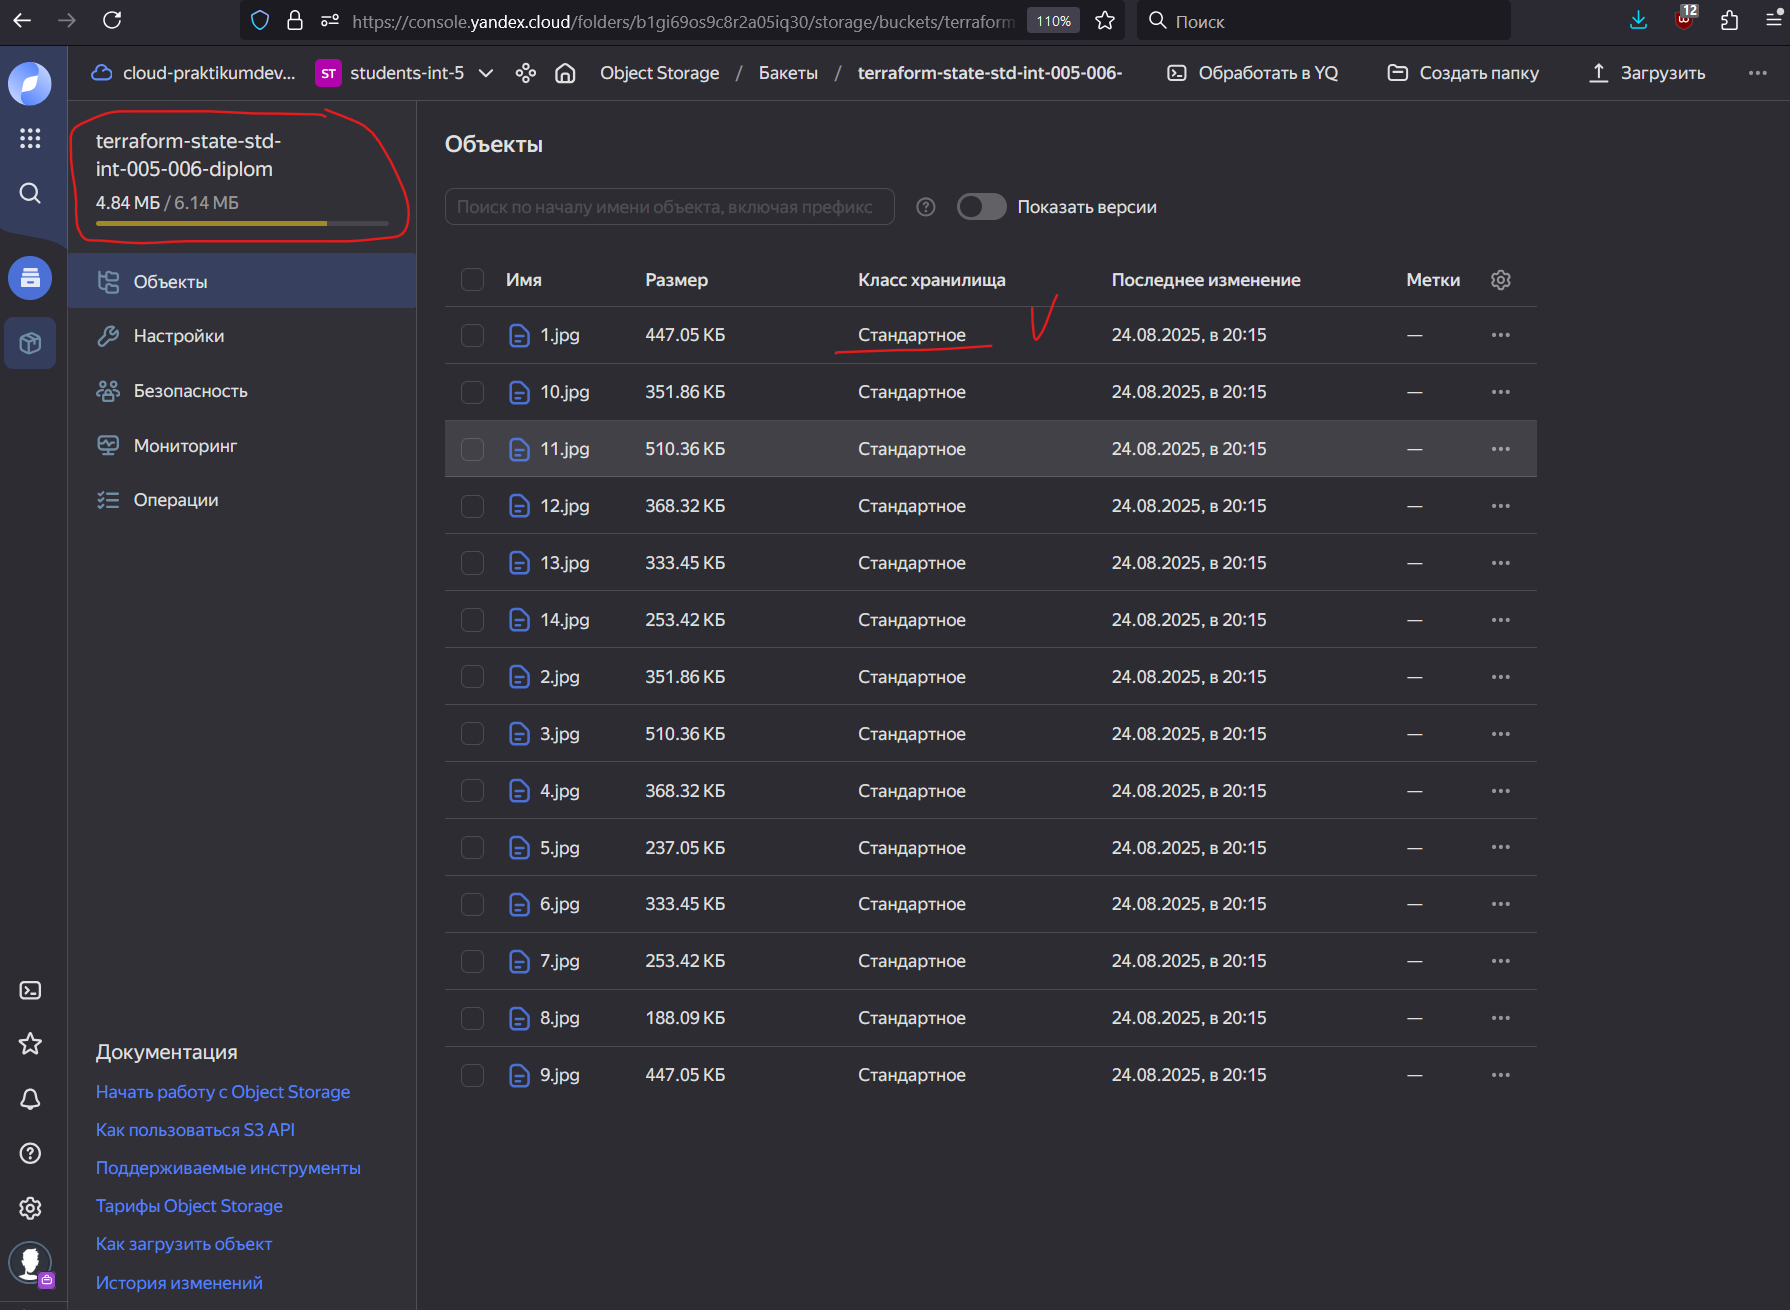 https://console.yandex.cloud/folders/b1gi69os9c8r2a05iq30/storage/buckets/terraform
110%
Поиск
12
cloud-praktikumdev...
ST
students-int-5
Object Storage / Бакеты / terraform-state-std-int-005-006-
Обработать в YQ
Создать папку
Загрузить
terraform-state-std-
int-005-006-diplom
4.84 МБ / 6.14 МБ
Объекты
Настройки
Безопасность
Мониторинг
Операции
Документация
Начать работу с Object Storage
Как пользоваться S3 API
Поддерживаемые инструменты
Тарифы Object Storage
Как загрузить объект
История изменений
Объекты
Поиск по началу имени объекта, включая префикс
Показать версии
Имя Размер Класс хранилища Последнее изменение Метки
1.jpg 447.05 КБ Стандартное 24.08.2025, в 20:15 —
10.jpg 351.86 КБ Стандартное 24.08.2025, в 20:15 —
11.jpg 510.36 КБ Стандартное 24.08.2025, в 20:15 —
12.jpg 368.32 КБ Стандартное 24.08.2025, в 20:15 —
13.jpg 333.45 КБ Стандартное 24.08.2025, в 20:15 —
14.jpg 253.42 КБ Стандартное 24.08.2025, в 20:15 —
2.jpg 351.86 КБ Стандартное 24.08.2025, в 20:15 —
3.jpg 510.36 КБ Стандартное 24.08.2025, в 20:15 —
4.jpg 368.32 КБ Стандартное 24.08.2025, в 20:15 —
5.jpg 237.05 КБ Стандартное 24.08.2025, в 20:15 —
6.jpg 333.45 КБ Стандартное 24.08.2025, в 20:15 —
7.jpg 253.42 КБ Стандартное 24.08.2025, в 20:15 —
8.jpg 188.09 КБ Стандартное 24.08.2025, в 20:15 —
9.jpg 447.05 КБ Стандартное 24.08.2025, в 20:15 —